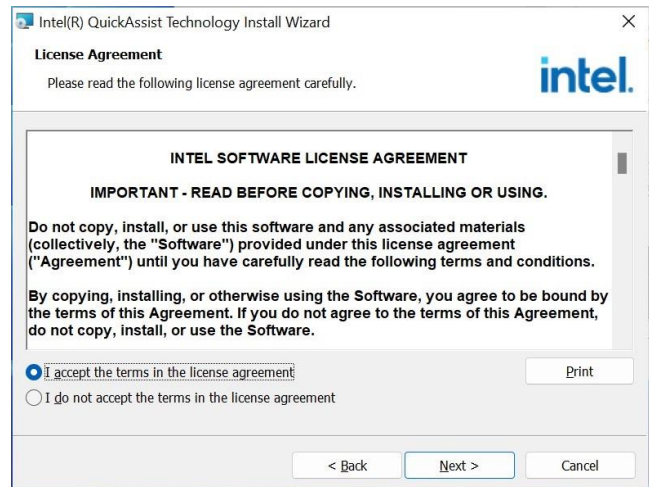 Intel(R) QuickAssist Technology Install Wizard
License Agreement
Please read the following license agreement carefully.
intel.
INTEL SOFTWARE LICENSE AGREEMENT
IMPORTANT - READ BEFORE COPYING, INSTALLING OR USING.
Do not copy, install, or use this software and any associated materials
(collectively, the "Software") provided under this license agreement
("Agreement") until you have carefully read the following terms and conditions.
By copying, installing, or otherwise using the Software, you agree to be bound by
the terms of this Agreement. If you do not agree to the terms of this Agreement,
do not copy, install, or use the Software.
I accept the terms in the license agreement
Print
I do not accept the terms in the license agreement
< Back
Next >
Cancel